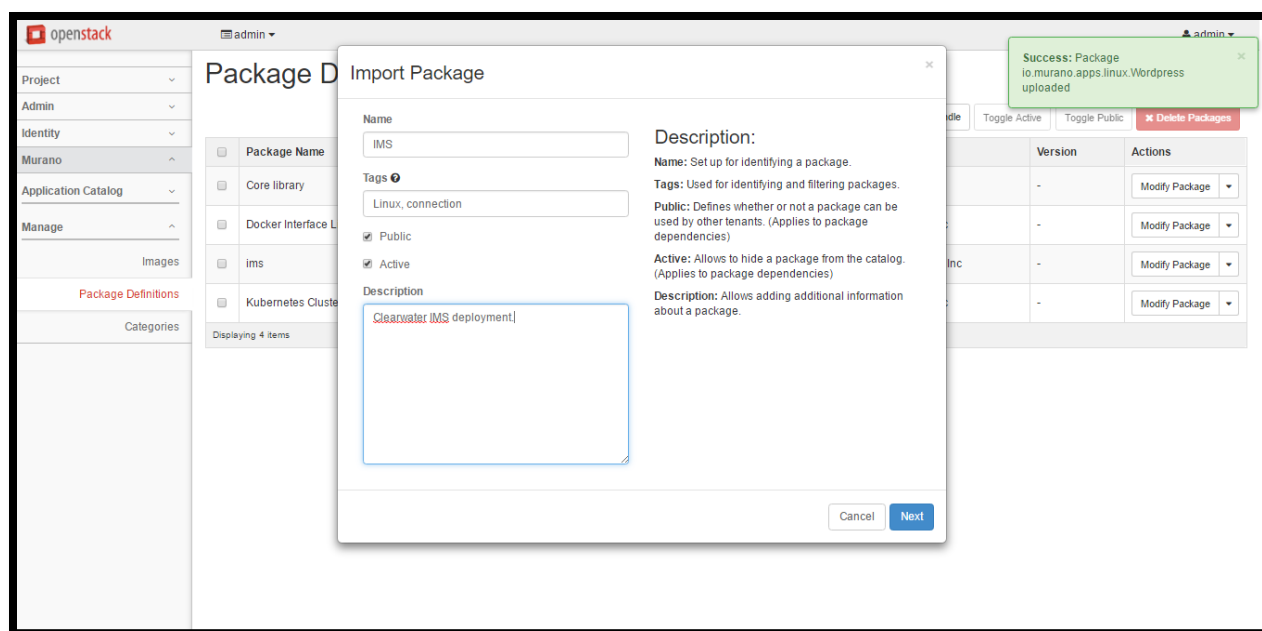 openstack
admin
admin
Project
Admin
Identity
Murano
Application Catalog
Manage
Images
Package Definitions
Categories
Package D
Success: Package
io.murano.apps.linux.Wordpress
uploaded
Toggle Active
Toggle Public
Delete Packages
Package Name
Version
Actions
Core library
-
Modify Package
Docker Interface L
-
Modify Package
ims
Inc
-
Modify Package
Kubernetes Cluste
-
Modify Package
Displaying 4 items
Import Package
Name
IMS
Tags
Linux, connection
Public
Active
Description
Clearwater IMS deployment.
Description:
Name: Set up for identifying a package.
Tags: Used for identifying and filtering packages.
Public: Defines whether or not a package can be
used by other tenants. (Applies to package
dependencies)
Active: Allows to hide a package from the catalog.
(Applies to package dependencies)
Description: Allows adding additional information
about a package.
Cancel
Next